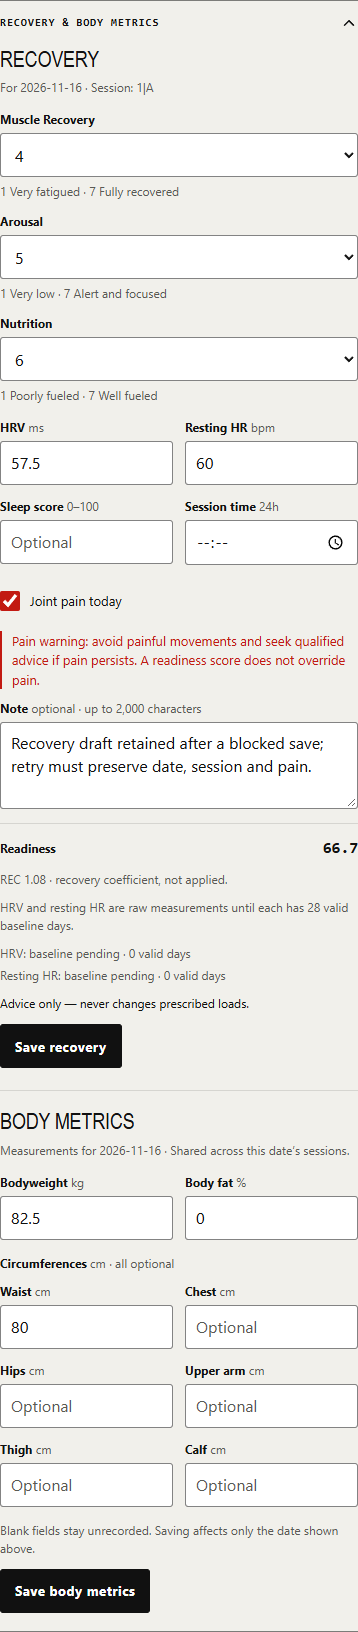 RECOVERY & BODY METRICS
RECOVERY
For 2026-11-16 · Session: 1|A
Muscle Recovery
4
1 Very fatigued · 7 Fully recovered
Arousal
5
1 Very low · 7 Alert and focused
Nutrition
6
1 Poorly fueled · 7 Well fueled
HRV ms Resting HR bpm
57.5 60
Sleep score 0–100 Session time 24h
Optional --:--
Joint pain today
Pain warning: avoid painful movements and seek qualified
advice if pain persists. A readiness score does not override
pain.
Note optional · up to 2,000 characters
Recovery draft retained after a blocked save;
retry must preserve date, session and pain.
Readiness 66.7
REC 1.08 · recovery coefficient, not applied.
HRV and resting HR are raw measurements until each has 28 valid
baseline days.
HRV: baseline pending · 0 valid days
Resting HR: baseline pending · 0 valid days
Advice only — never changes prescribed loads.
Save recovery
BODY METRICS
Measurements for 2026-11-16 · Shared across this date's sessions.
Bodyweight kg Body fat %
82.5 0
Circumferences cm · all optional
Waist cm Chest cm
80 Optional
Hips cm Upper arm cm
Optional Optional
Thigh cm Calf cm
Optional Optional
Blank fields stay unrecorded. Saving affects only the date shown
above.
Save body metrics